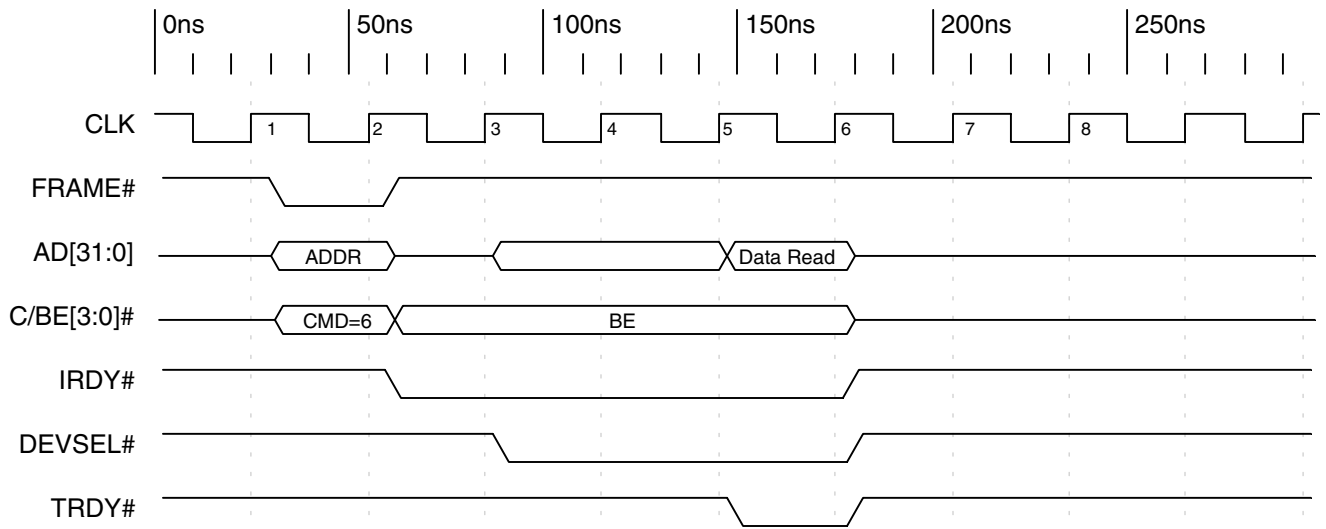 0ns 50ns 100ns 150ns 200ns 250ns
CLK 1 2 3 4 5 6 7 8
FRAME#
AD[31:0] ADDR Data Read
C/BE[3:0]# CMD=6 BE
IRDY#
DEVSEL#
TRDY#